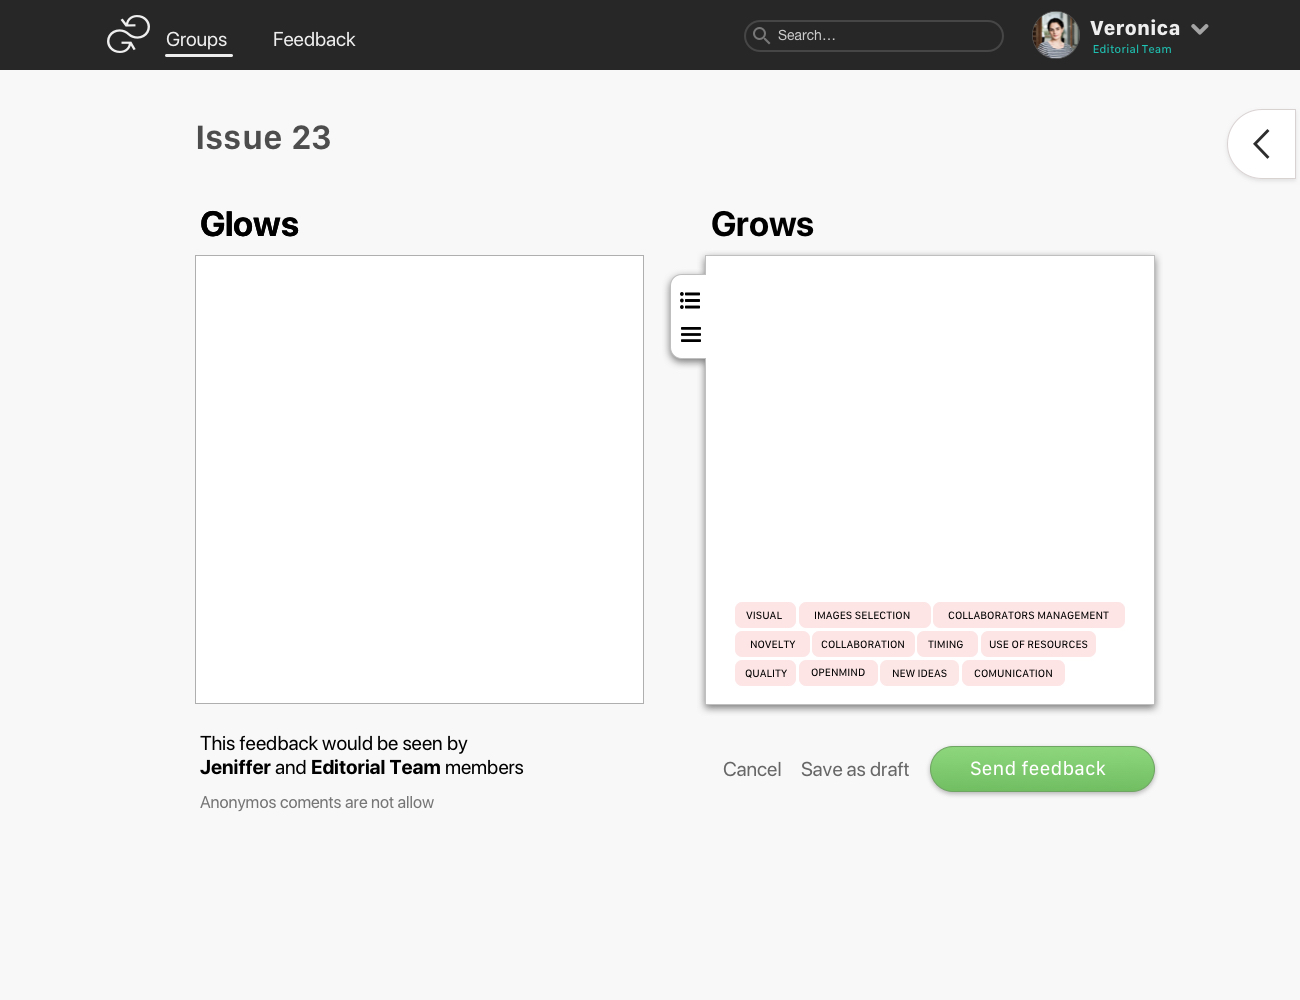 Groups Feedback Search... Veronica
Editorial Team
Issue 23
Glows
Grows
VISUAL IMAGES SELECTION COLLABORATORS MANAGEMENT
NOVELTY COLLABORATION TIMING USE OF RESOURCES
QUALITY OPENMIND NEW IDEAS COMUNICATION
This feedback would be seen by
Jeniffer and Editorial Team members
Anonymos coments are not allow
Cancel Save as draft Send feedback